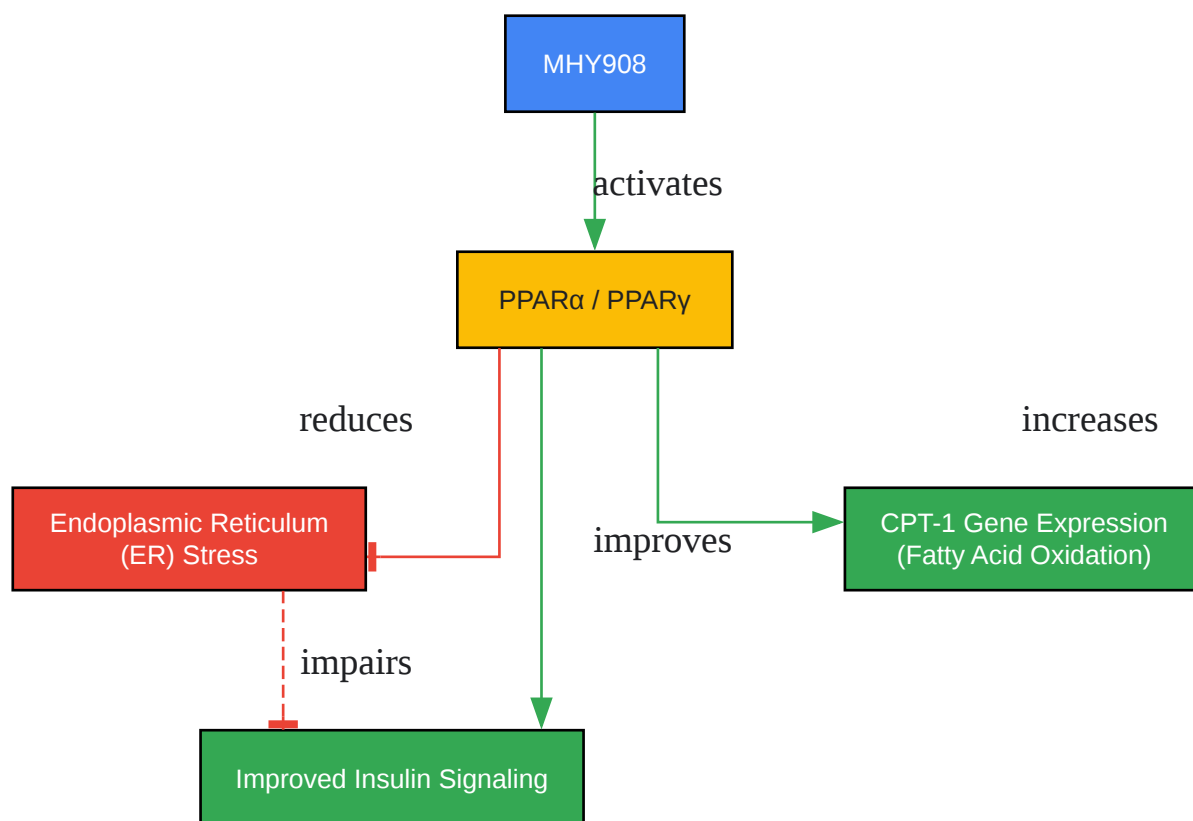 MHY908
activates
PPARα / PPARγ
reduces
increases
Endoplasmic Reticulum
(ER) Stress
improves
CPT-1 Gene Expression
(Fatty Acid Oxidation)
impairs
Improved Insulin Signaling